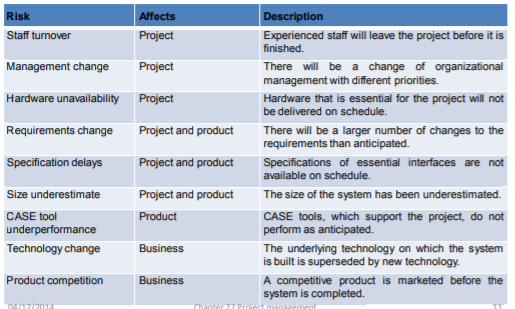 Risk Affects Description
Staff turnover Project Experienced staff will leave the project before it is
finished.
Management change Project There will be a change of organizational
management with different priorities.
Hardware unavailability Project Hardware that is essential for the project will not
be delivered on schedule.
Requirements change Project and product There will be a larger number of changes to the
requirements than anticipated.
Specification delays Project and product Specifications of essential interfaces are not
available on schedule.
Size underestimate Project and product The size of the system has been underestimated.
CASE tool Product CASE tools, which support the project, do not
underperformance perform as anticipated.
Technology change Business The underlying technology on which the system
is built is superseded by new technology.
Product competition Business A competitive product is marketed before the
system is completed.
04/12/2014 Chapter 22 Project management 11